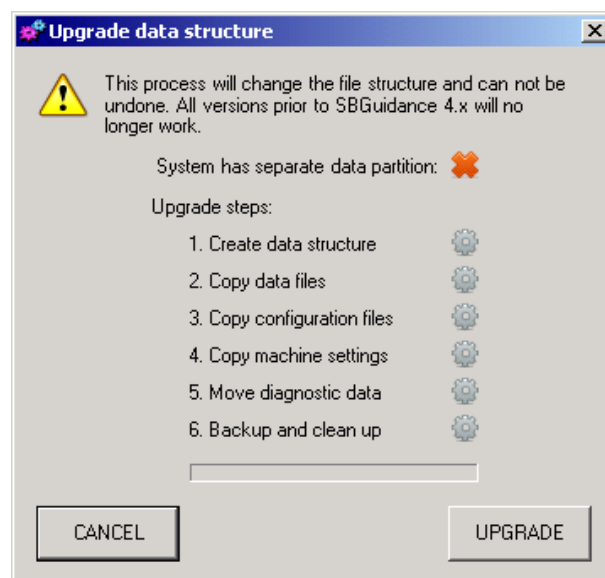 Upgrade data structure
This process will change the file structure and can not be
undone. All versions prior to SBGuidance 4.x will no
longer work.
System has separate data partition:
Upgrade steps:
1. Create data structure
2. Copy data files
3. Copy configuration files
4. Copy machine settings
5. Move diagnostic data
6. Backup and clean up
CANCEL UPGRADE